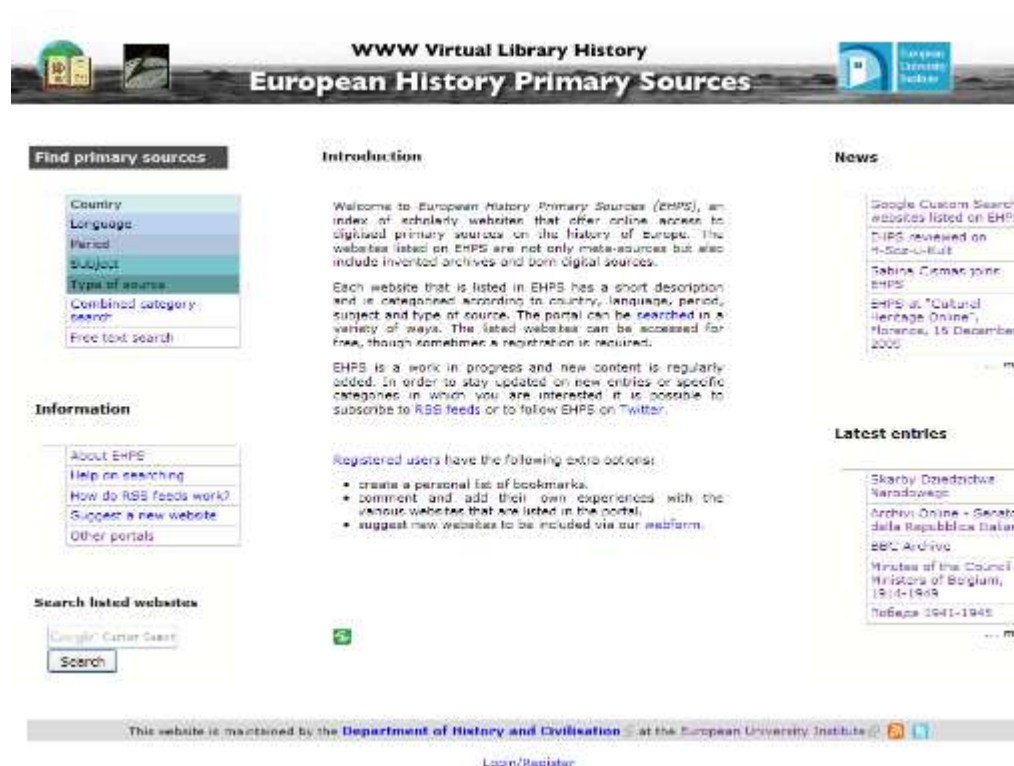 WWW Virtual Library History
European History Primary Sources
European
University
Institute
Find primary sources
Country
Language
Period
Subject
Type of source
Combined category
search
Free text search
Information
About EHPS
Help on searching
How do RSS feeds work?
Suggest a new website
Other portals
Search listed websites
Search
Introduction
Welcome to European History Primary Sources (EHPS), an
index of scholarly websites that offer online access to
digitised primary sources on the history of Europe. The
websites listed on EHPS are not only meta-sources but also
include invented archives and born digital sources.
Each website that is listed in EHPS has a short description
and is categorised according to country, language, period,
subject and type of source. The portal can be searched in a
variety of ways. The listed websites can be accessed for
free, though sometimes a registration is required.
EHPS is a work in progress and new content is regularly
added. In order to stay updated on new entries or specific
categories in which you are interested it is possible to
subscribe to RSS feeds or to follow EHPS on Twitter.
Registered users have the following extra options:
• create a personal list of bookmarks.
• comment and add their own experiences with the
various websites that are listed in the portal.
• suggest new websites to be included via our webform.
News
Google Custom Search
websites listed on EHPS
EHPS reviewed on
H-Soz-u-Kult
Sabina Cismas joins
EHPS
EHPS at "Cultural
Heritage Online",
Florence, 15 December
2009
... m
Latest entries
Skarby Dziedzictwa
Narodowego
Archivi Online - Senato
della Repubblica Italian
BBC Archive
Minutes of the Council
Ministers of Belgium,
1914-1949
Победа 1941-1945
... m
This website is maintained by the Department of History and Civilisation at the European University Institute
Login/Register